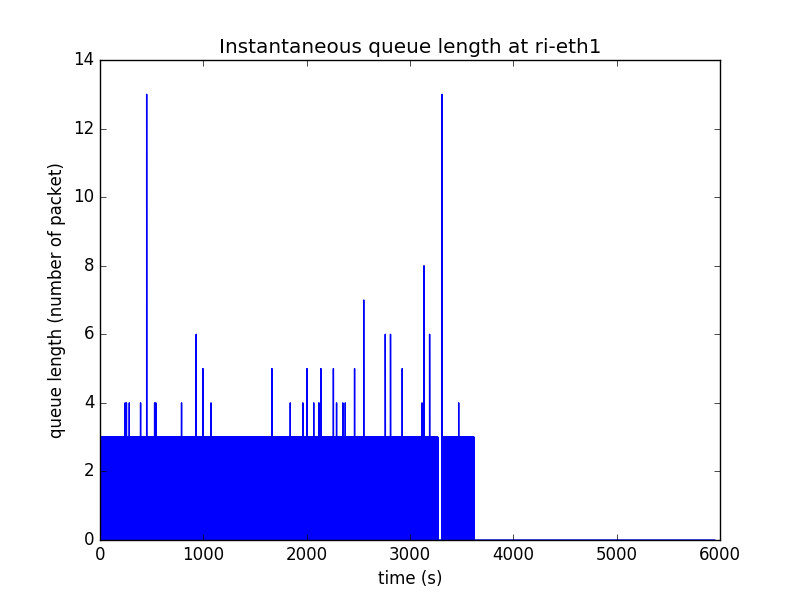 Instantaneous queue length at ri-eth1
queue length (number of packet)
14
12
10
8
6
4
2
0
0 1000 2000 3000 4000 5000 6000
time (s)